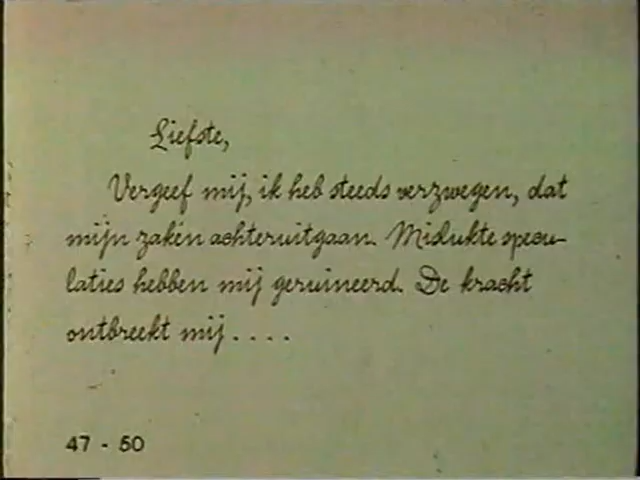 Liefste,
Vergeef mij, ik heb steeds verzwegen, dat
mijn zaken achteruitgaan. Mislukte specu-
laties hebben mij geruineerd. De kracht
ontbreekt mij....
47 - 50